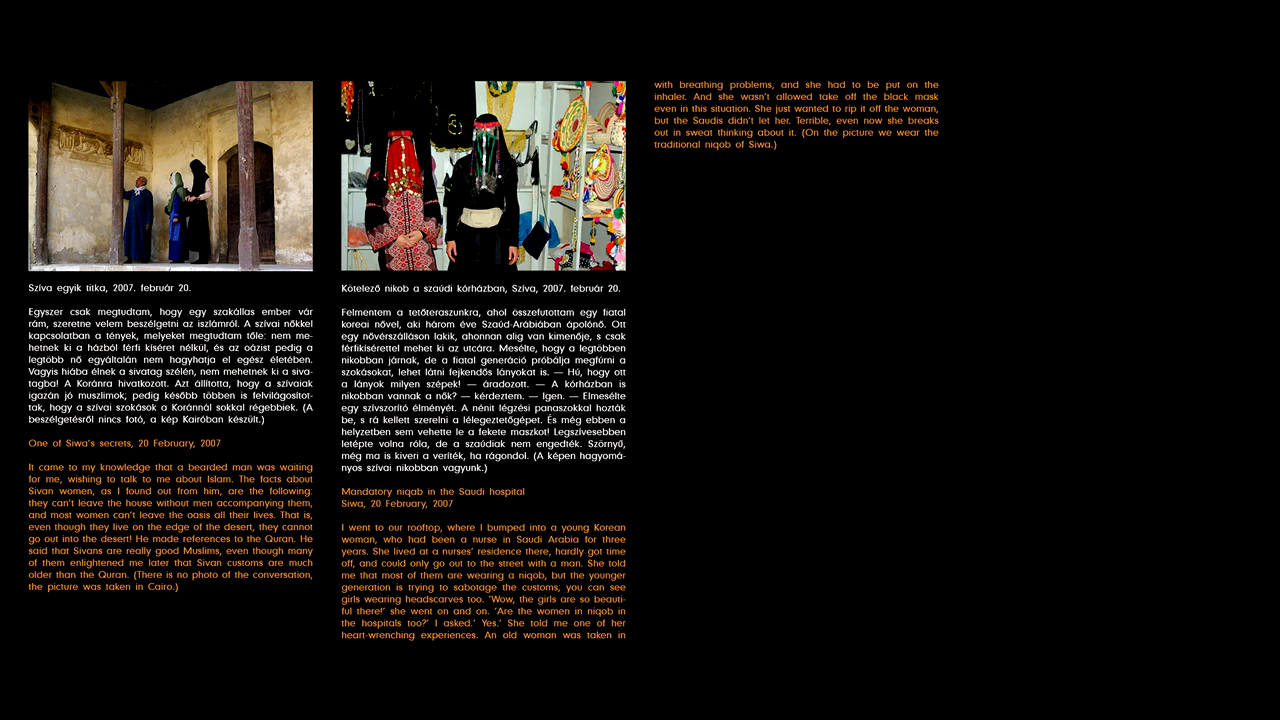 Szíva egyik titka, 2007. február 20.
Egyszer csak megtudtam, hogy egy szakállas ember vár
rám, szeretne velem beszélgetni az iszlámról. A szívai nőkkel
kapcsolatban a tények, melyeket megtudtam tőle: nem me-
hetnek ki a házból férfi kíséret nélkül, és az oázist pedig a
legtöbb nő egyáltalán nem hagyhatja el egész életében.
Vagyis hiába élnek a sivatag szélén, nem mehetnek ki a siva-
tagba! A Koránra hivatkozott. Azt állította, hogy a szívaiak
igazán jó muszlimok; pedig később többen is felvilágosítot-
tak, hogy a szívai szokások a Koránnál sokkal régebbiek. (A
beszélgetésről nincs fotó, a kép Kairóban készült.)
One of Siwa's secrets, 20 February, 2007
It came to my knowledge that a bearded man was waiting
for me, wishing to talk to me about Islam. The facts about
Sivan women, as I found out from him, are the following:
they can't leave the house without men accompanying them,
and most women can't leave the oasis all their lives. That is,
even though they live on the edge of the desert, they cannot
go out into the desert! He made references to the Quran. He
said that Sivans are really good Muslims, even though many
of them enlightened me later that Sivan customs are much
older than the Quran. (There is no photo of the conversation,
the picture was taken in Cairo.)
Kötelező nikob a szaúdi kórházban, Szíva, 2007. február 20.
Felmentem a tetőteraszunkra, ahol összefutottam egy fiatal
koreai nővel, aki három éve Szaúd-Arábiában ápolónő. Ott
egy nővérszálláson lakik, ahonnan alig van kimenője, s csak
férfikísérettel mehet ki az utcára. Mesélte, hogy a legtöbben
nikobban járnak, de a fiatal generáció próbálja megfúrni a
szokásokat, lehet látni fejkendős lányokat is. — Hú, hogy ott
a lányok milyen szépek! — áradozott. — A kórházban is
nikobban vannak a nők? — kérdeztem. — Igen. — Elmesélte
egy szívszorító élményét. A nénit légzési panaszokkal hozták
be, s rá kellett szerelni a lélegeztetőgépet. És még ebben a
helyzetben sem vehette le a fekete maszkot! Legszívesebben
letépte volna róla, de a szaúdiak nem engedték. Szörnyű,
még ma is kiveri a veríték, ha rágondol. (A képen hagyomá-
nyos szívai nikobban vagyunk.)
Mandatory niqab in the Saudi hospital
Siwa, 20 February, 2007
I went to our rooftop, where I bumped into a young Korean
woman, who had been a nurse in Saudi Arabia for three
years. She lived at a nurses' residence there, hardly got time
off, and could only go out to the street with a man. She told
me that most of them are wearing a niqob, but the younger
generation is trying to sabotage the customs; you can see
girls wearing headscarves too. 'Wow, the girls are so beauti-
ful there!' she went on and on. 'Are the women in niqob in
the hospitals too?' I asked.' Yes.' She told me one of her
heart-wrenching experiences. An old woman was taken in
with breathing problems, and she had to be put on the
inhaler. And she wasn't allowed take off the black mask
even in this situation. She just wanted to rip it off the woman,
but the Saudis didn't let her. Terrible, even now she breaks
out in sweat thinking about it. (On the picture we wear the
traditional niqob of Siwa.)